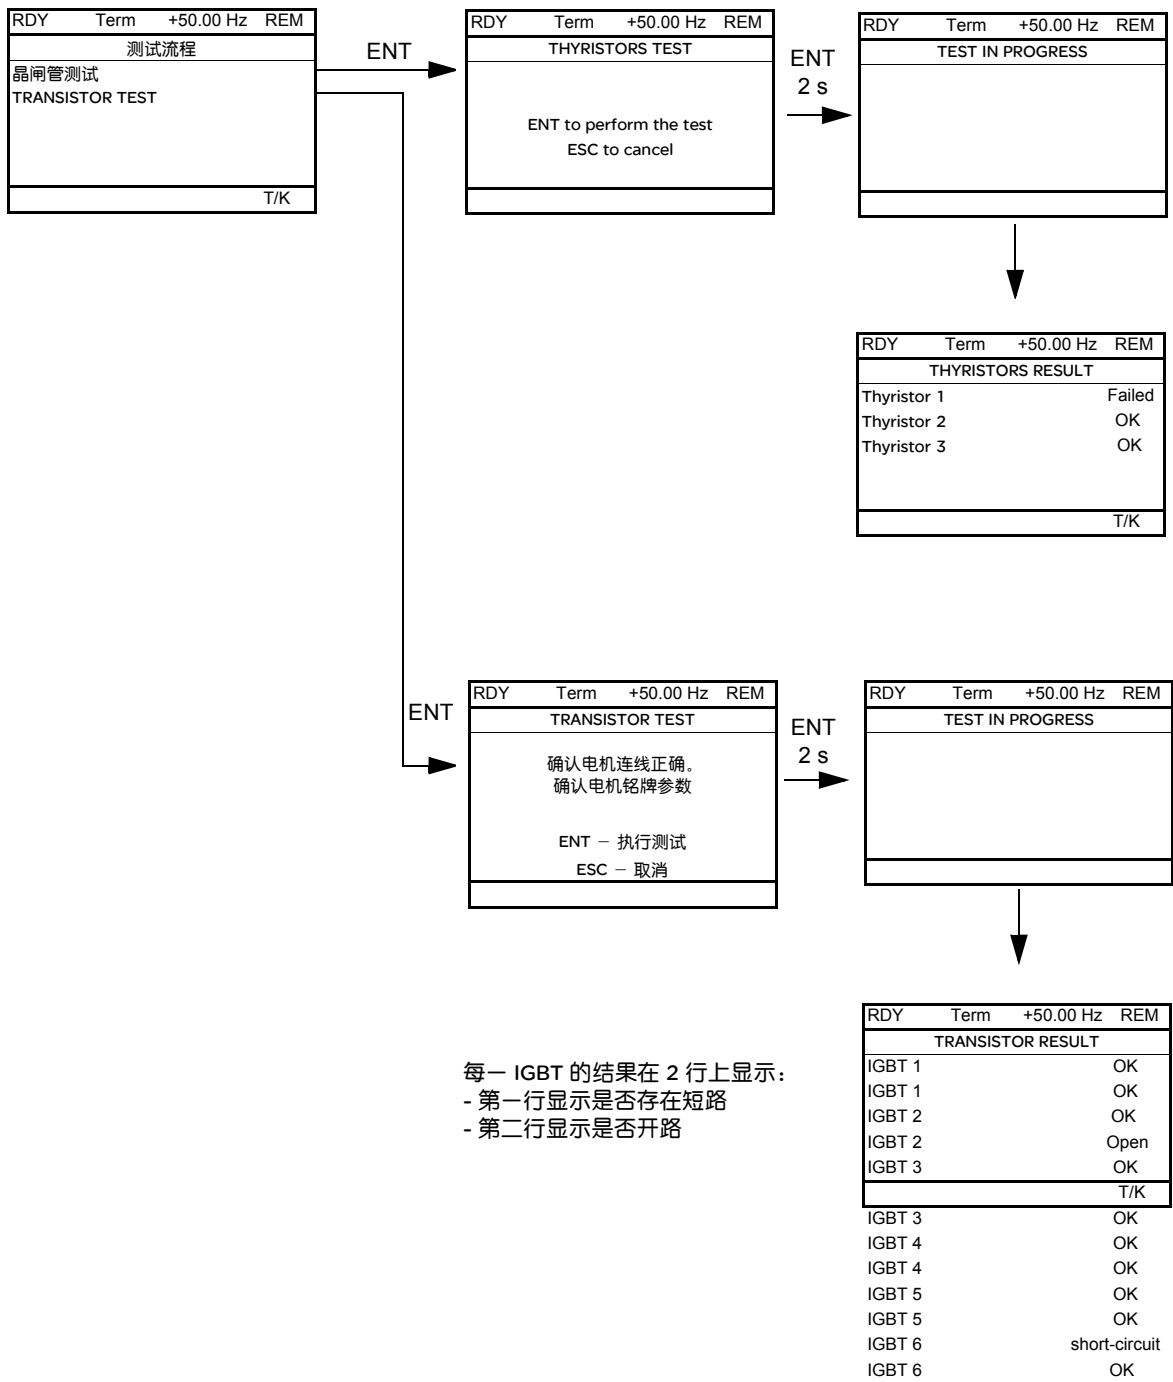 RDY Term +50.00 Hz REM
测试流程
晶闸管测试
TRANSISTOR TEST
T/K
ENT
RDY Term +50.00 Hz REM
THYRISTORS TEST
ENT to perform the test
ESC to cancel
ENT
2 s
RDY Term +50.00 Hz REM
TEST IN PROGRESS
RDY Term +50.00 Hz REM
THYRISTORS RESULT
Thyristor 1 Failed
Thyristor 2 OK
Thyristor 3 OK
T/K
ENT
RDY Term +50.00 Hz REM
TRANSISTOR TEST
确认电机连线正确。
确认电机铭牌参数
ENT － 执行测试
ESC － 取消
ENT
2 s
RDY Term +50.00 Hz REM
TEST IN PROGRESS
每一 IGBT 的结果在 2 行上显示：
- 第一行显示是否存在短路
- 第二行显示是否开路
RDY Term +50.00 Hz REM
TRANSISTOR RESULT
IGBT 1 OK
IGBT 1 OK
IGBT 2 OK
IGBT 2 Open
IGBT 3 OK
T/K
IGBT 3 OK
IGBT 4 OK
IGBT 4 OK
IGBT 5 OK
IGBT 5 OK
IGBT 6 short-circuit
IGBT 6 OK